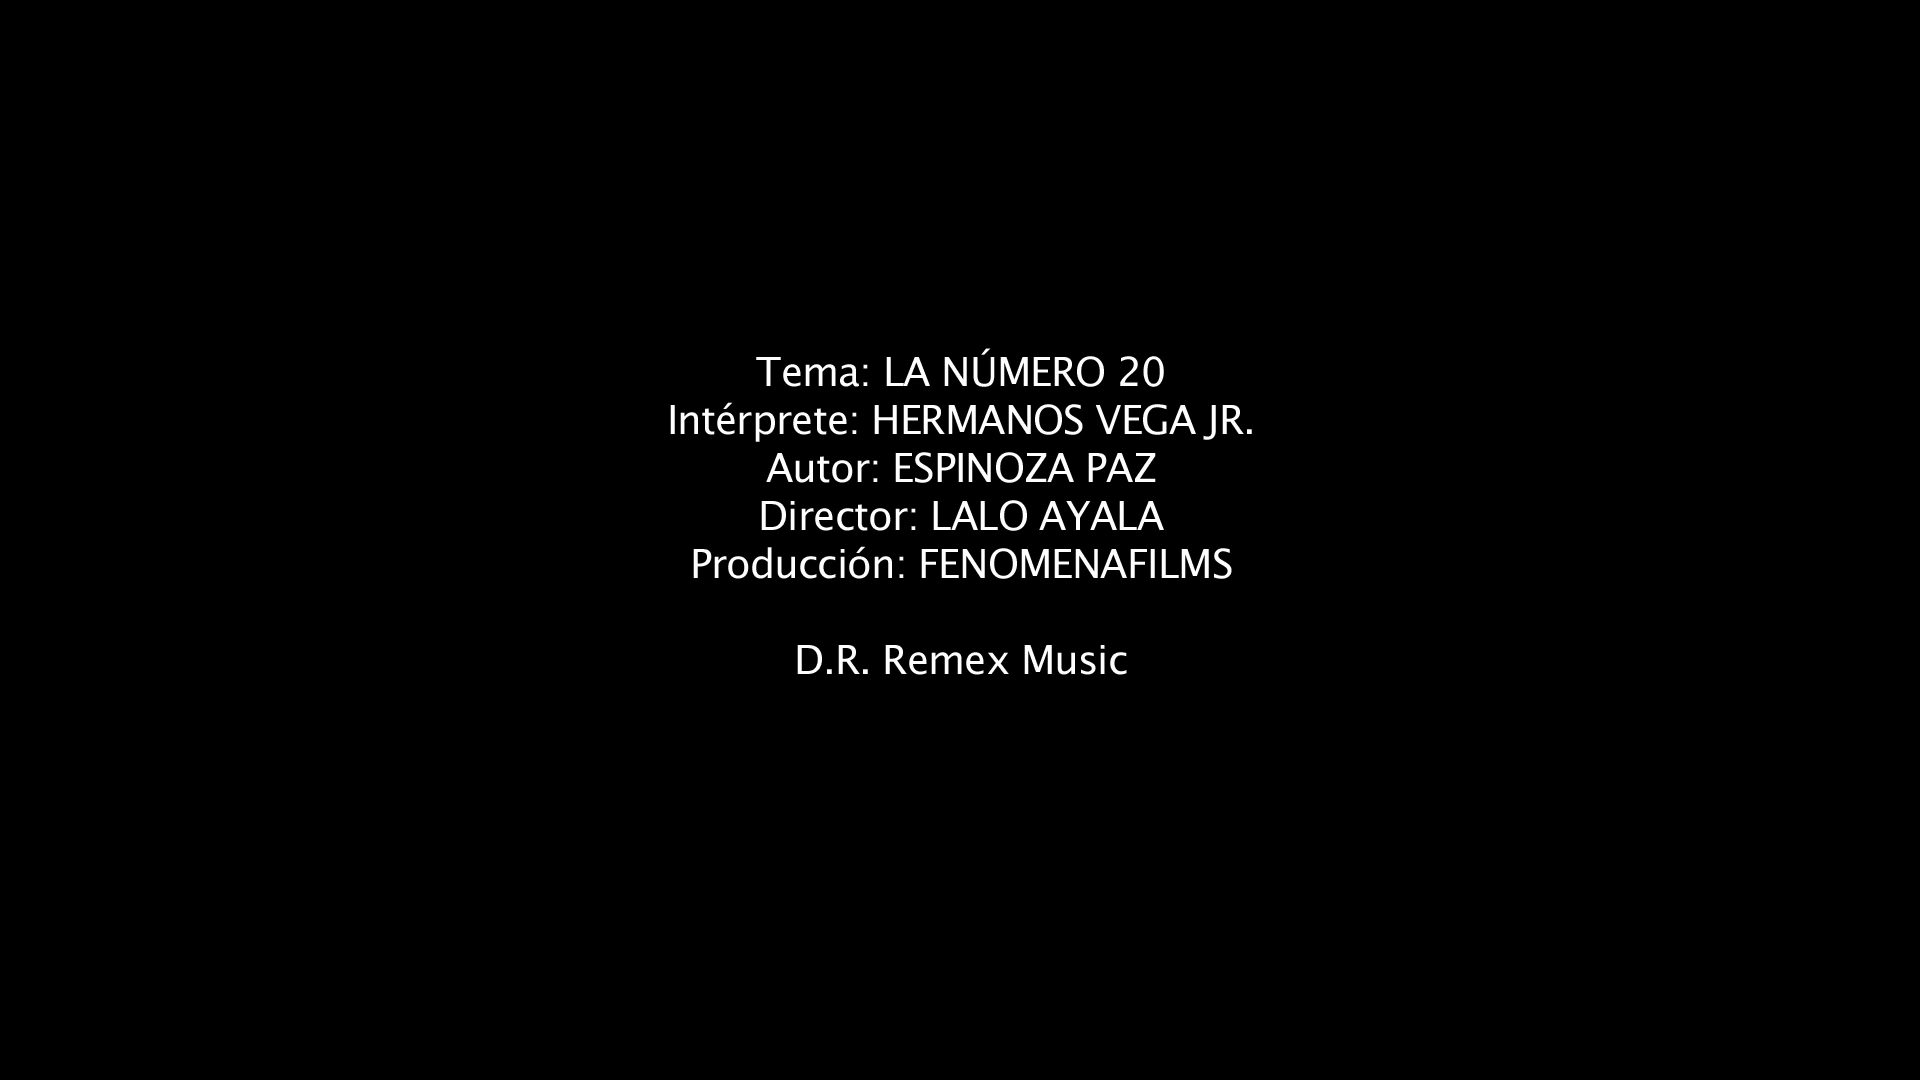 Tema: LA NÚMERO 20
Intérprete: HERMANOS VEGA JR.
Autor: ESPINOZA PAZ
Director: LALO AYALA
Producción: FENOMENAFILMS
D.R. Remex Music